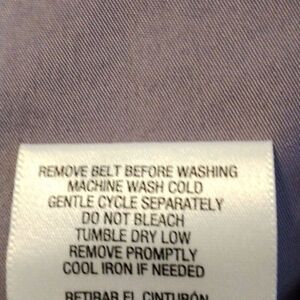 REMOVE BELT BEFORE WASHING
MACHINE WASH COLD
GENTLE CYCLE SEPARATELY
DO NOT BLEACH
TUMBLE DRY LOW
REMOVE PROMPTLY
COOL IRON IF NEEDED
RETIRAR EL CINTURÓN